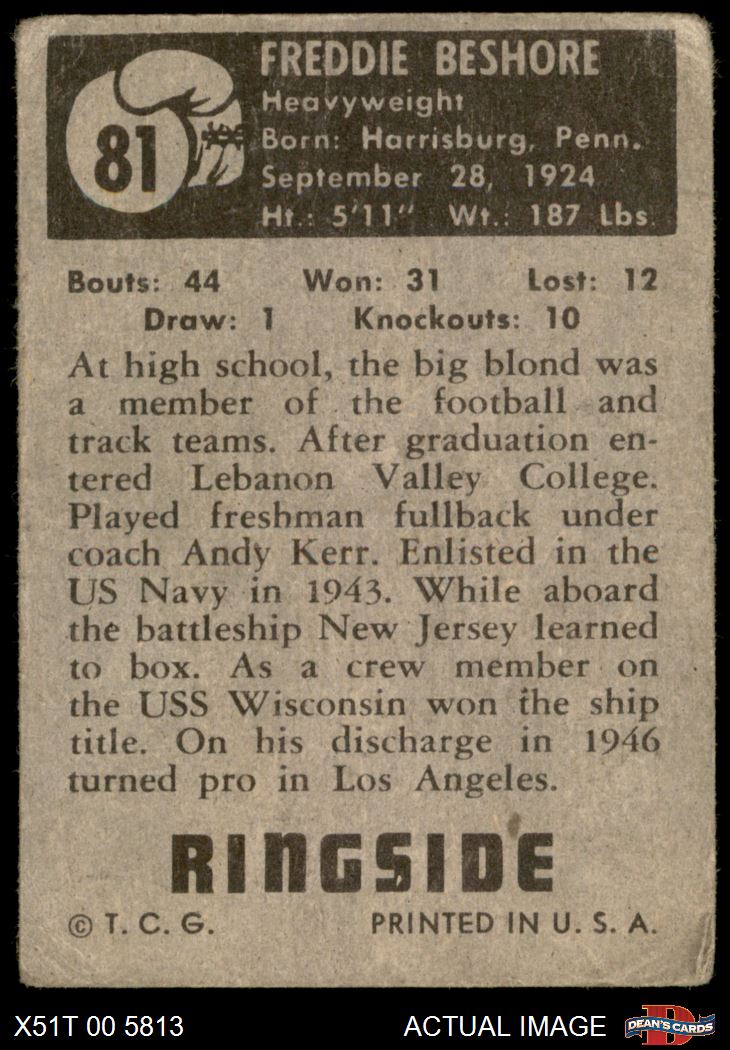 81
FREDDIE BESHORE
Heavyweight
Born: Harrisburg, Penn.
September 28, 1924
Ht.: 5'11" Wt.: 187 Lbs.
Bouts: 44 Won: 31 Lost: 12
Draw: 1 Knockouts: 10
At high school, the big blond was
a member of the football and
track teams. After graduation en-
tered Lebanon Valley College.
Played freshman fullback under
coach Andy Kerr. Enlisted in the
US Navy in 1943. While aboard
the battleship New Jersey learned
to box. As a crew member on
the USS Wisconsin won the ship
title. On his discharge in 1946
turned pro in Los Angeles.
RINGSIDE
© T. C. G. PRINTED IN U. S. A.
X51T 00 5813 ACTUAL IMAGE D DEAN'S CARDS